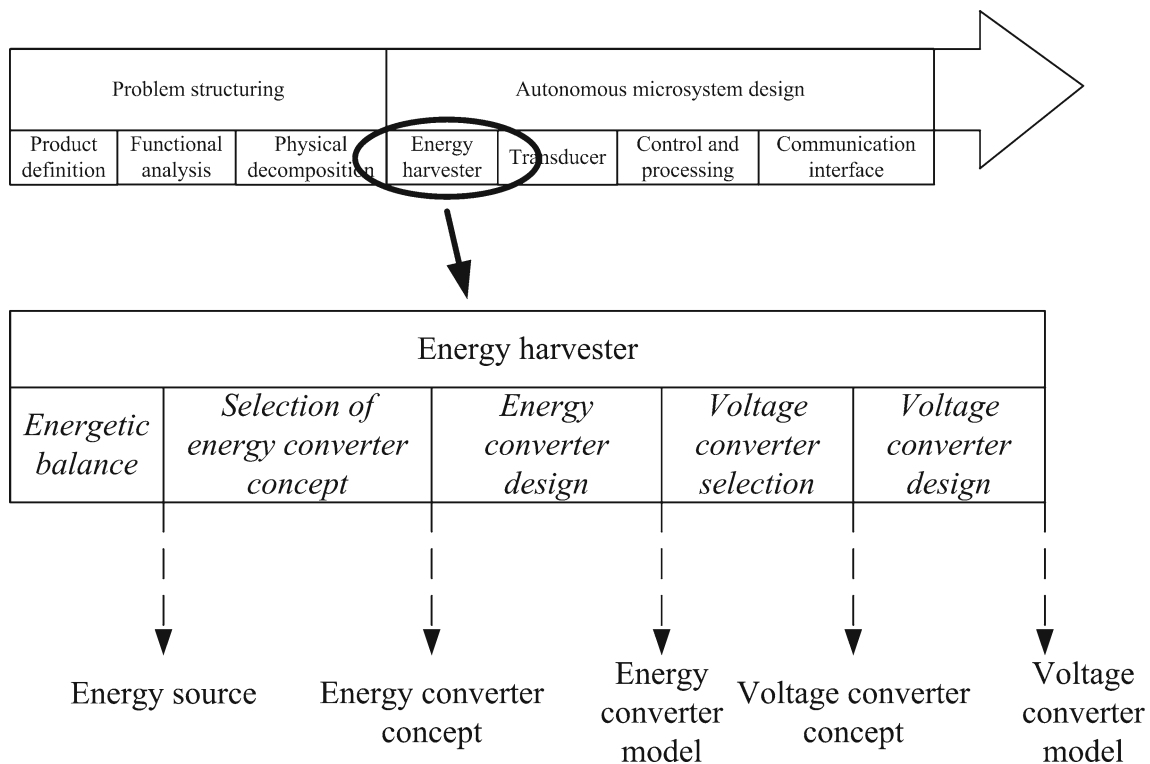 Problem structuring
Autonomous microsystem design
Product
definition
Functional
analysis
Physical
decomposition
Energy
harvester
Transducer
Control and
processing
Communication
interface
Energy harvester
Energetic
balance
Selection of
energy converter
concept
Energy
converter
design
Voltage
converter
selection
Voltage
converter
design
Energy source
Energy converter
concept
Energy
converter
model
Voltage converter
concept
Voltage
converter
model